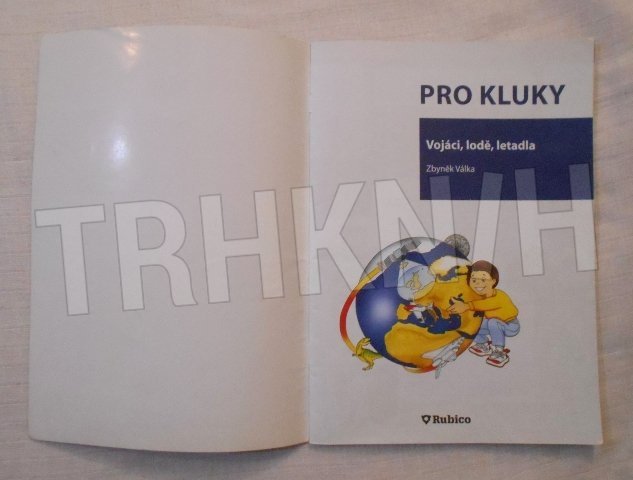 PRO KLUKY
Vojáci, lodě, letadla
Zbyněk Válka
TRHKNIH
Rubico